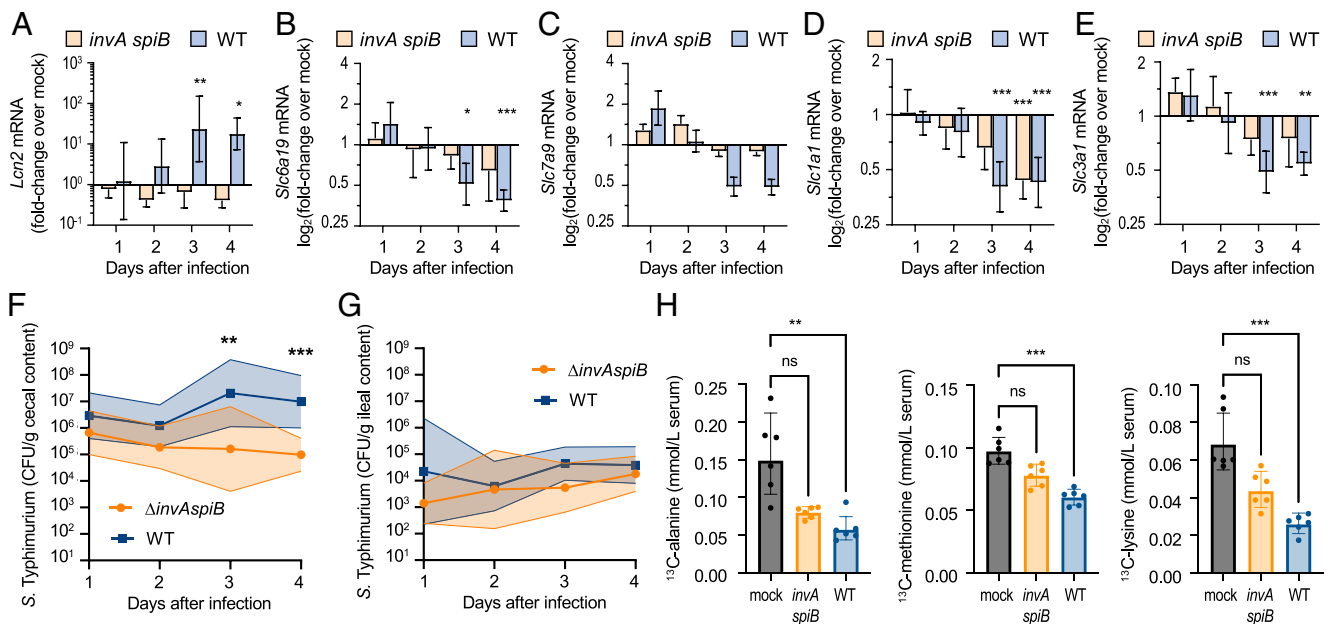 A
invA spiB WT
Lcn2 mRNA
(fold-change over mock)
10³
10²
10¹
10⁰
10⁻¹
** *
1 2 3 4
Days after infection
B
invA spiB WT
Slc6a19 mRNA
log₂(fold-change over mock)
4
2
1
0.5
0.25
* ***
1 2 3 4
Days after infection
C
invA spiB WT
Slc7a9 mRNA
log₂(fold-change over mock)
4
2
1
0.5
0.25
1 2 3 4
Days after infection
D
invA spiB WT
Slc1a1 mRNA
log₂(fold-change over mock)
2
1
0.5
0.25
*** *** ***
1 2 3 4
Days after infection
E
invA spiB WT
Slc3a1 mRNA
log₂(fold-change over mock)
2
1
0.5
0.25
*** **
1 2 3 4
Days after infection
F
S. Typhimurium (CFU/g cecal content)
10⁹
10⁸
10⁷
10⁶
10⁵
10⁴
10³
10²
10¹
** ***
ΔinvAspiB
WT
1 2 3 4
Days after infection
G
S. Typhimurium (CFU/g ileal content)
10⁹
10⁸
10⁷
10⁶
10⁵
10⁴
10³
10²
10¹
ΔinvAspiB
WT
1 2 3 4
Days after infection
H
¹³C-alanine (mmol/L serum)
0.25
0.20
0.15
0.10
0.05
0.00
**
ns
mock invA WT
spiB
¹³C-methionine (mmol/L serum)
0.15
0.10
0.05
0.00
***
ns
mock invA WT
spiB
¹³C-lysine (mmol/L serum)
0.10
0.08
0.06
0.04
0.02
0.00
***
ns
mock invA WT
spiB